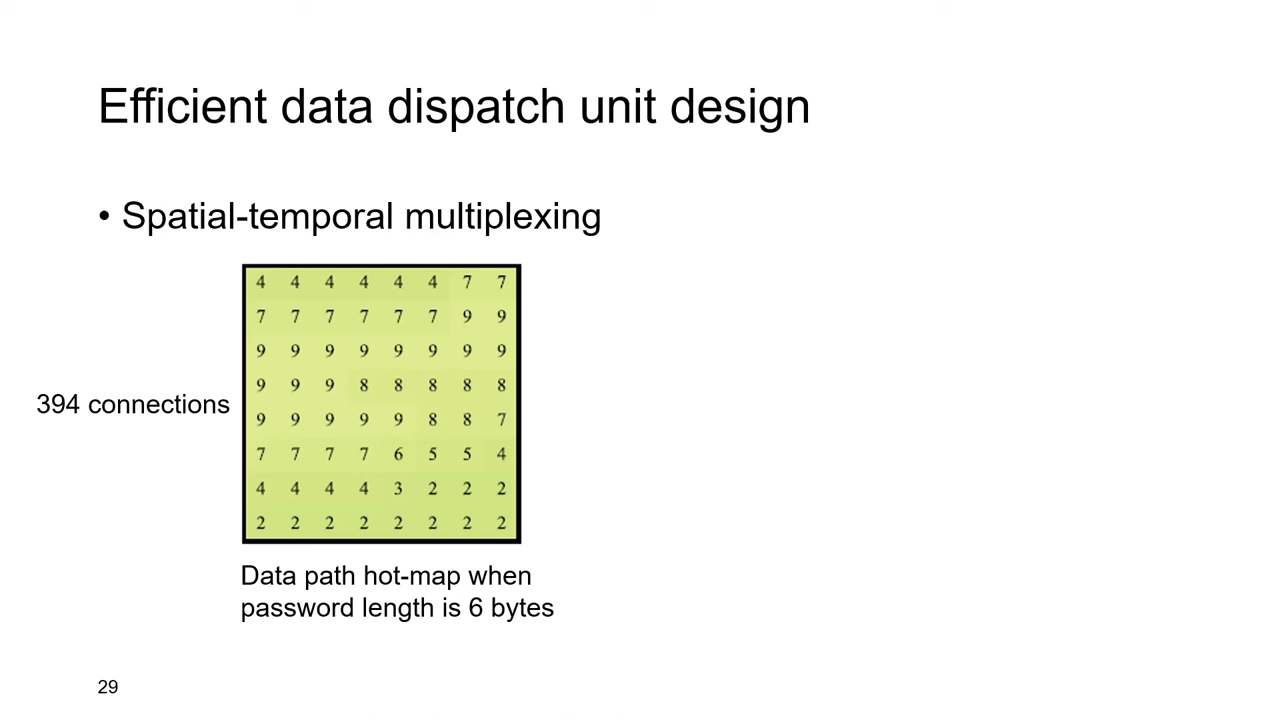 Efficient data dispatch unit design
• Spatial-temporal multiplexing
4 4 4 4 4 4 7 7
7 7 7 7 7 7 9 9
9 9 9 9 9 9 9 9
9 9 9 8 8 8 8 8
394 connections
9 9 9 9 9 8 8 7
7 7 7 7 6 5 5 4
4 4 4 4 3 2 2 2
2 2 2 2 2 2 2 2
Data path hot-map when
password length is 6 bytes
29